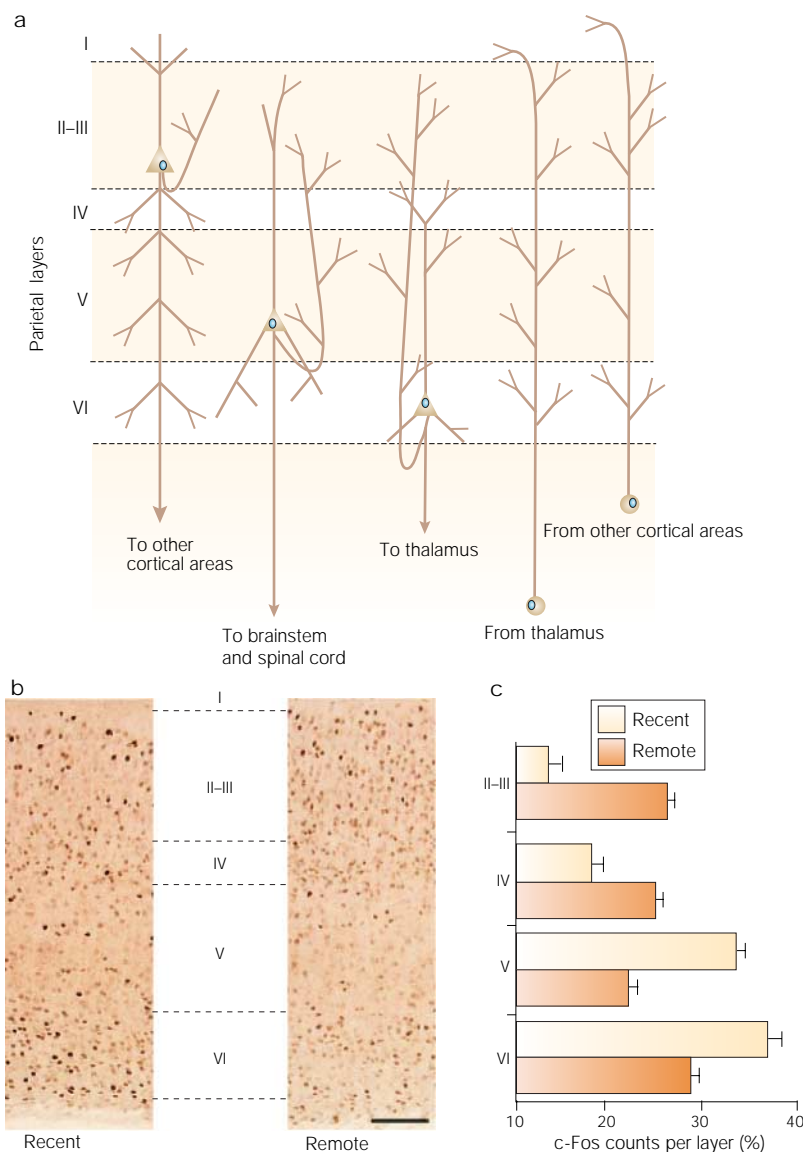 a
I
II–III
IV
V
VI
Parietal layers
To other
cortical areas
To brainstem
and spinal cord
To thalamus
From thalamus
From other cortical areas
b
I
II–III
IV
V
VI
Recent
Remote
c
Recent
Remote
II–III
IV
V
VI
10 20 30 40
c-Fos counts per layer (%)